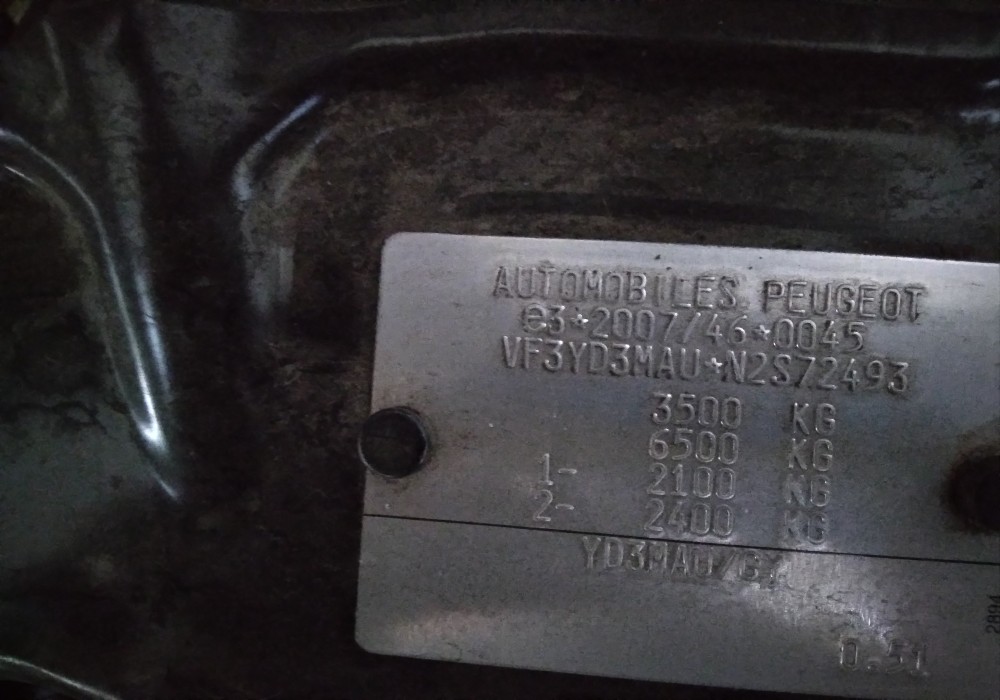 AUTOMOBILES PEUGEOT
e3*2007/46*0045
VF3YD3MAU*N2S72493
3500 KG
6500 KG
1- 2100 KG
2- 2400 KG
0.51
2894